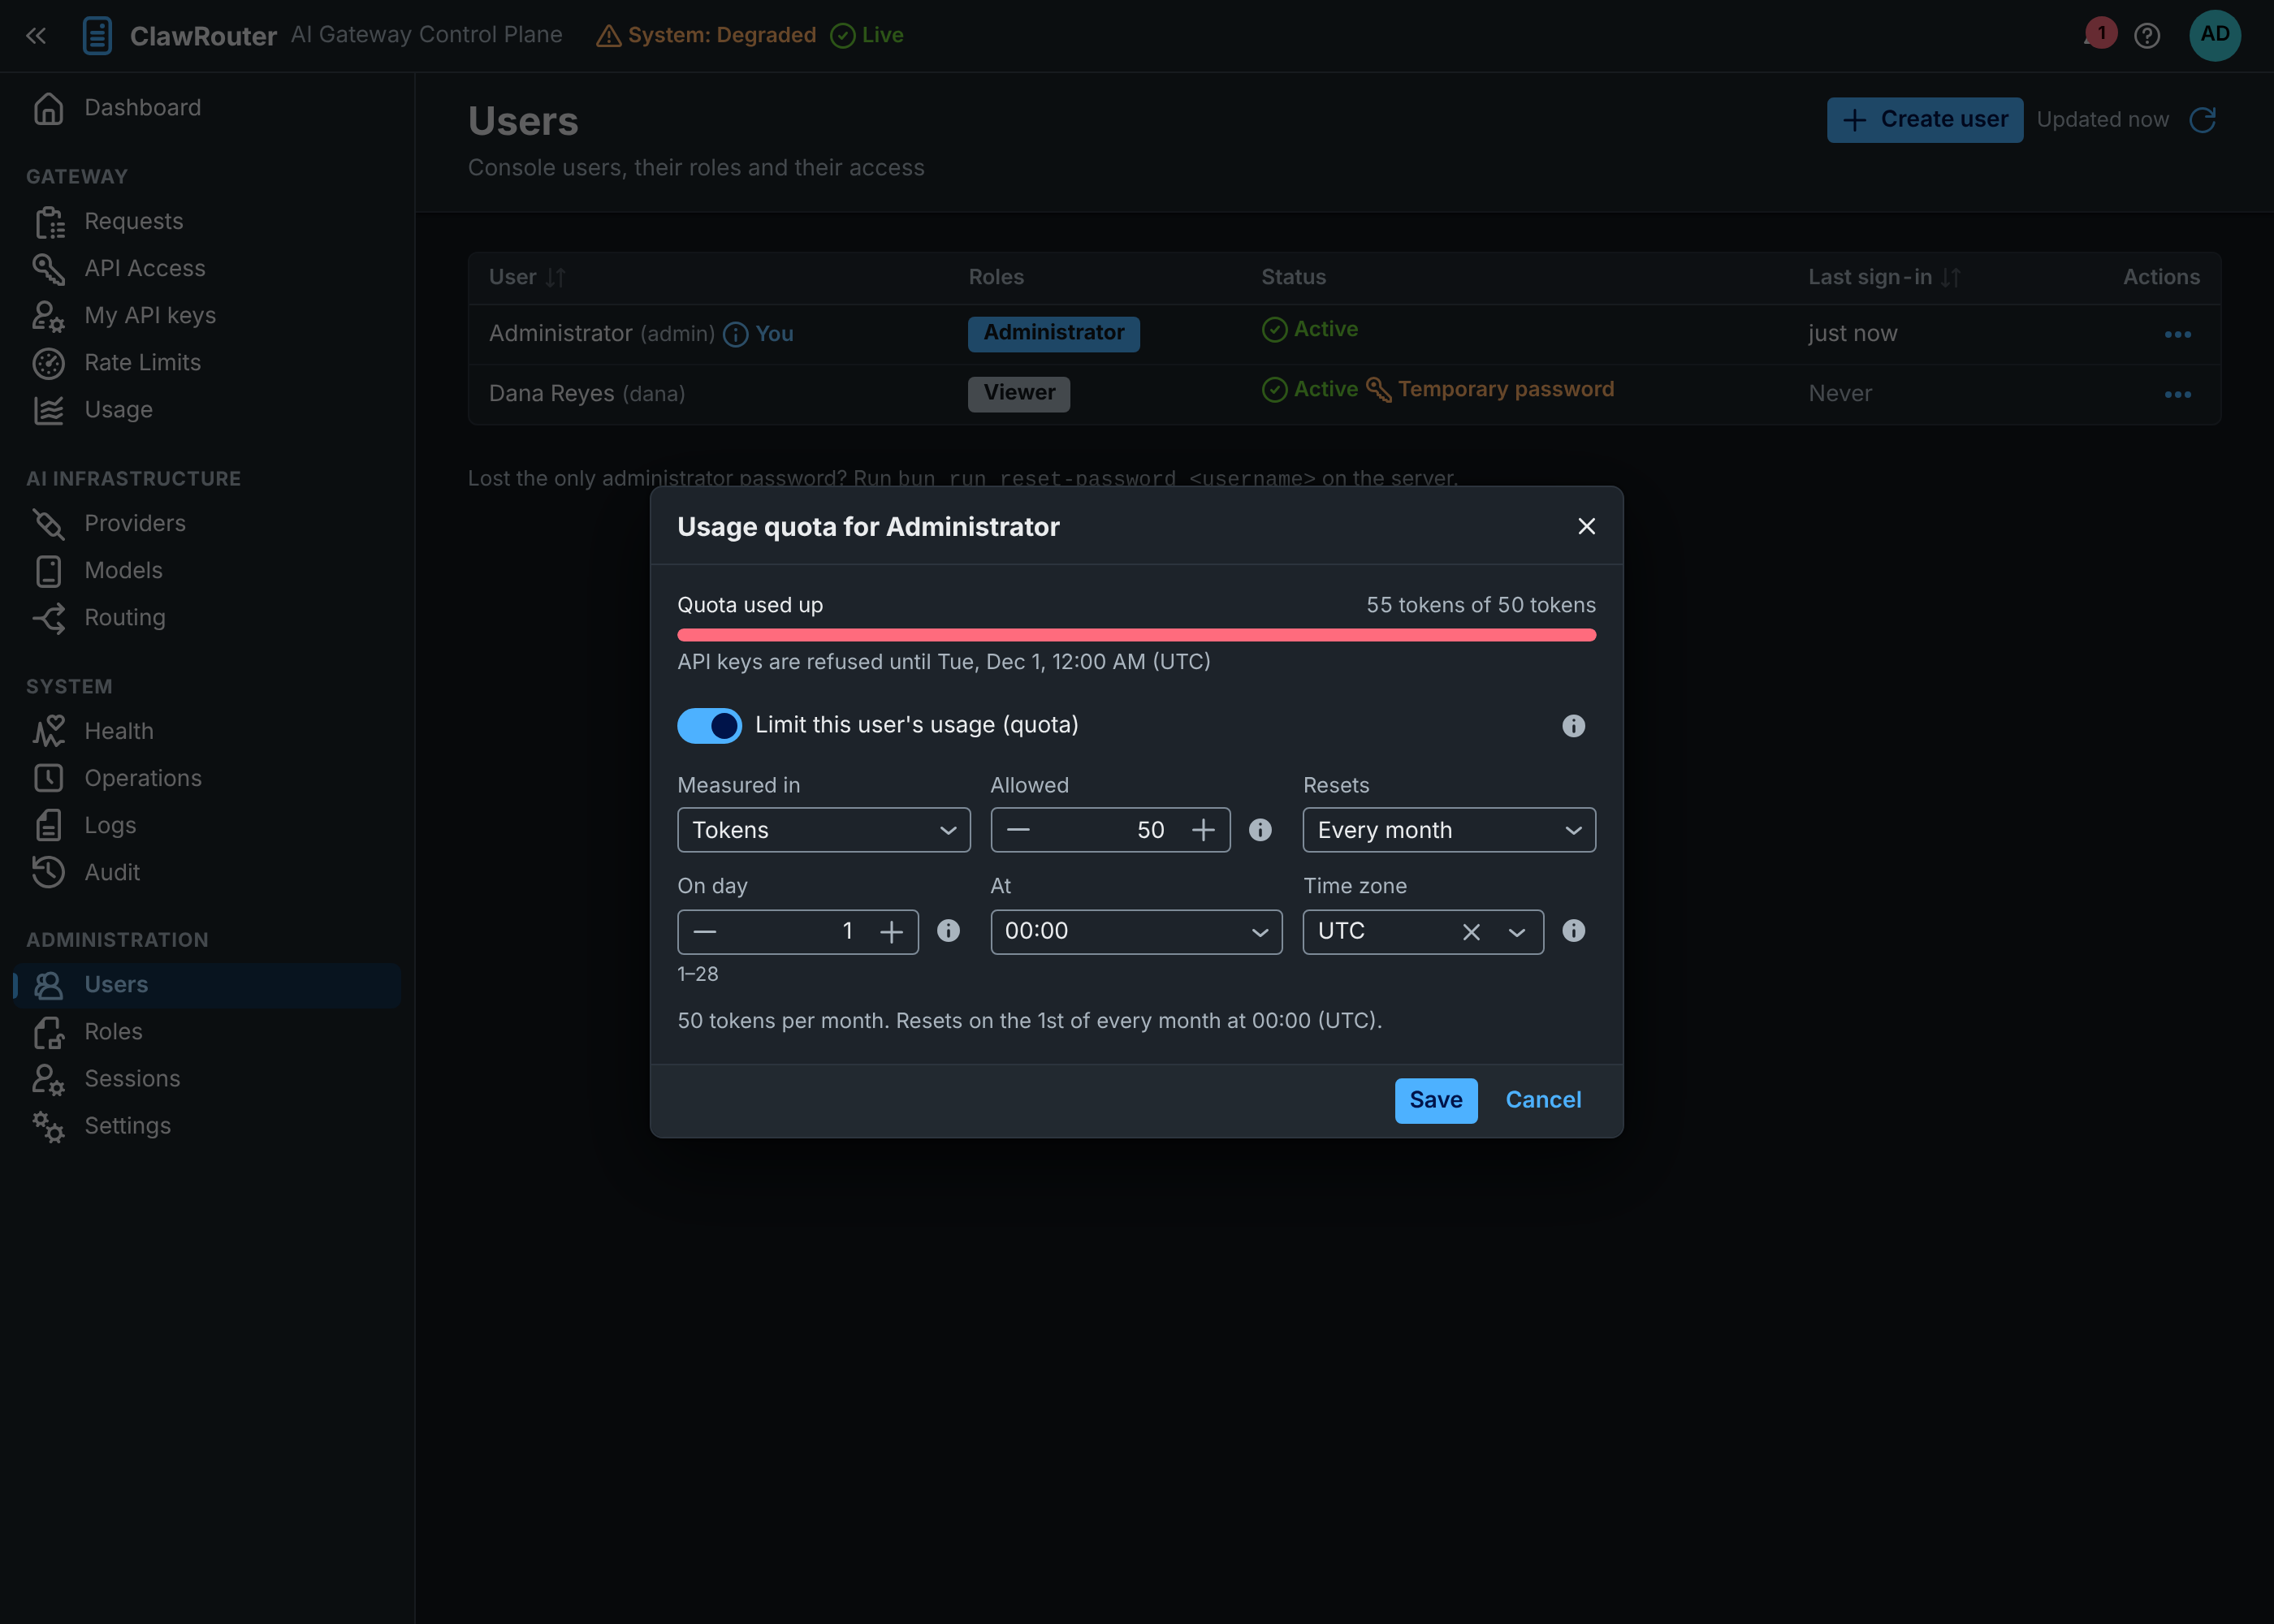 ClawRouter AI Gateway Control Plane System: Degraded Live 1 AD
Dashboard
GATEWAY
Requests
API Access
My API keys
Rate Limits
Usage
AI INFRASTRUCTURE
Providers
Models
Routing
SYSTEM
Health
Operations
Logs
Audit
ADMINISTRATION
Users
Roles
Sessions
Settings
Users
Console users, their roles and their access
Create user Updated now
User Roles Status Last sign-in Actions
Administrator (admin) You Administrator Active just now
Dana Reyes (dana) Viewer Active Temporary password Never
Lost the only administrator password? Run bun run reset-password <username> on the server.
Usage quota for Administrator
Quota used up 55 tokens of 50 tokens
API keys are refused until Tue, Dec 1, 12:00 AM (UTC)
Limit this user's usage (quota)
Measured in Allowed Resets
Tokens 50 Every month
On day At Time zone
1 00:00 UTC
1–28
50 tokens per month. Resets on the 1st of every month at 00:00 (UTC).
Save Cancel